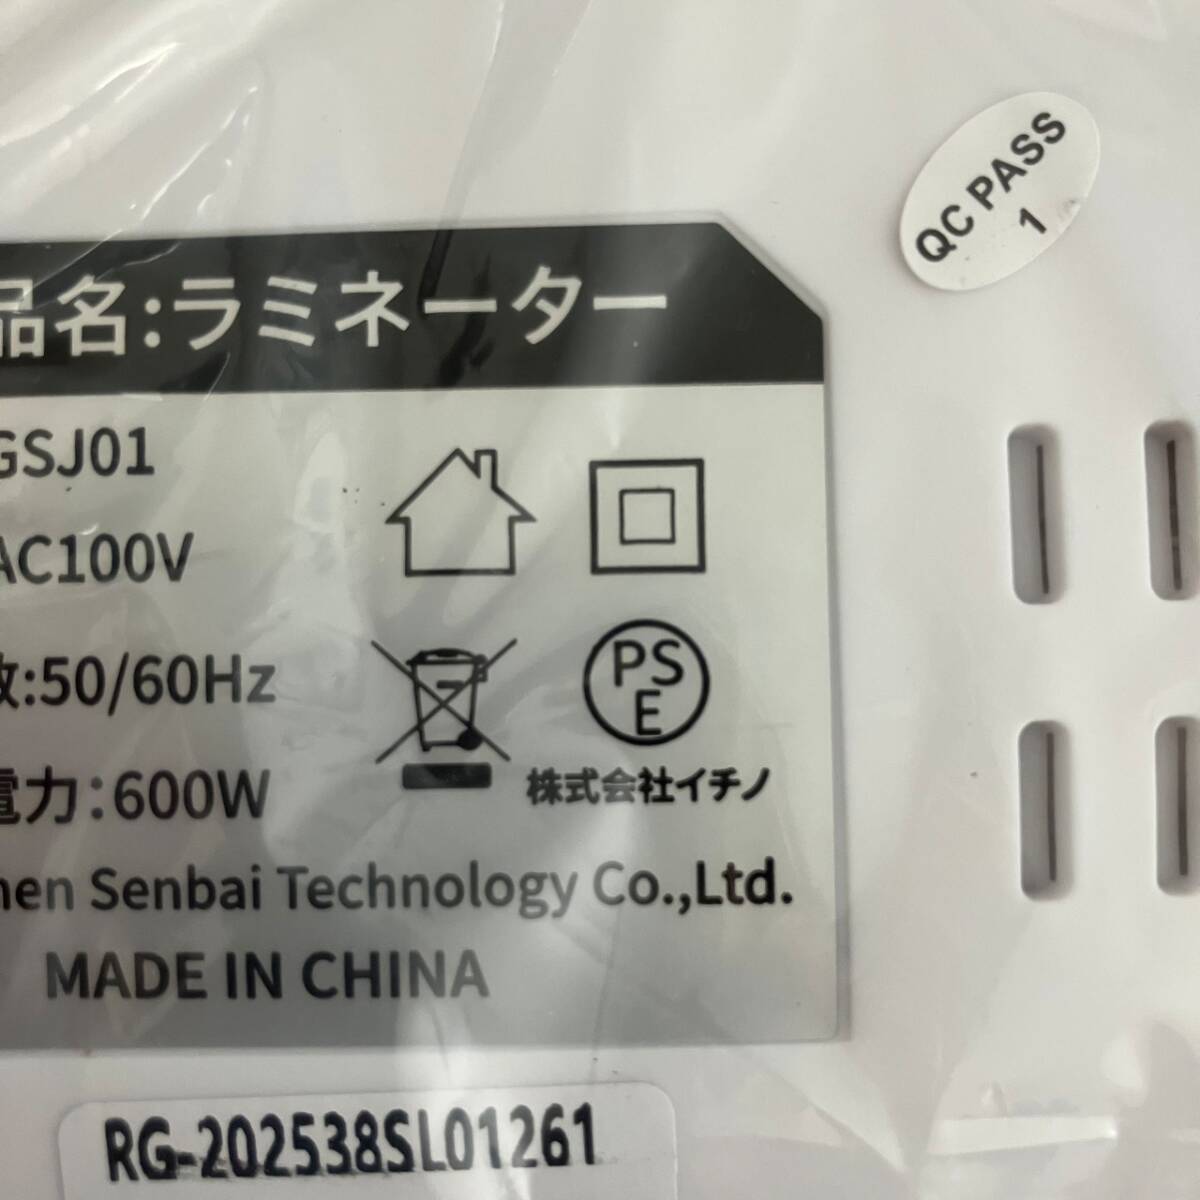 QC PASS
1
品名:ラミネーター
GSJ01
AC100V
数:50/60Hz
電力:600W
PS
E
株式会社イチノ
hen Senbai Technology Co.,Ltd.
MADE IN CHINA
RG-202538SL01261